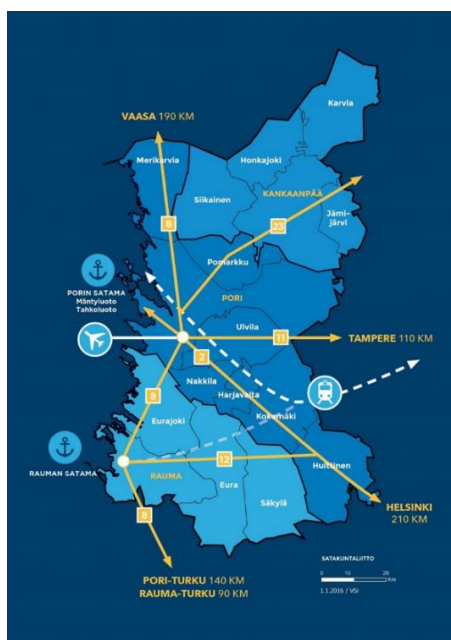 Karvia
VAASA 190 KM
Merikarvia
Honkajoki
Siikainen
KANKAANPÄÄ
Jämi-
järvi
8
23
Pomarkku
PORIN SATAMA
Mäntyluoto
Tahkoluoto
PORI
Ulvila
11
TAMPERE 110 KM
2
Nakkila
Harjavalta
8
Kokemäki
Eurajoki
RAUMAN SATAMA
12
RAUMA
Eura
Huittinen
Säkylä
HELSINKI
210 KM
8
PORI-TURKU 140 KM
RAUMA-TURKU 90 KM
SATAKUNTALIITTO
0 10 20
Km
1.1.2016 / VSi